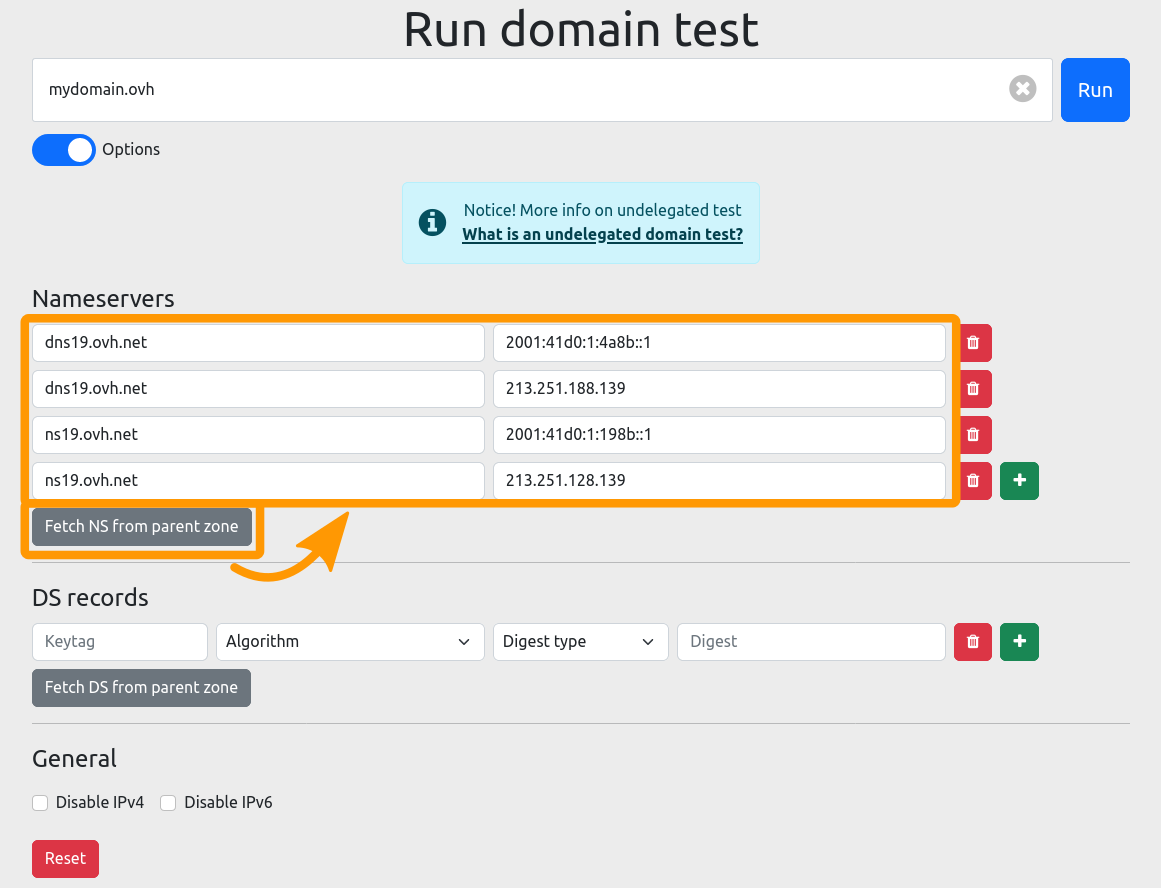 Run domain test
mydomain.ovh
Run
Options
Notice! More info on undelegated test
What is an undelegated domain test?
Nameservers
dns19.ovh.net 2001:41d0:1:4a8b::1
dns19.ovh.net 213.251.188.139
ns19.ovh.net 2001:41d0:1:198b::1
ns19.ovh.net 213.251.128.139
Fetch NS from parent zone
DS records
Keytag Algorithm Digest type Digest
Fetch DS from parent zone
General
Disable IPv4 Disable IPv6
Reset